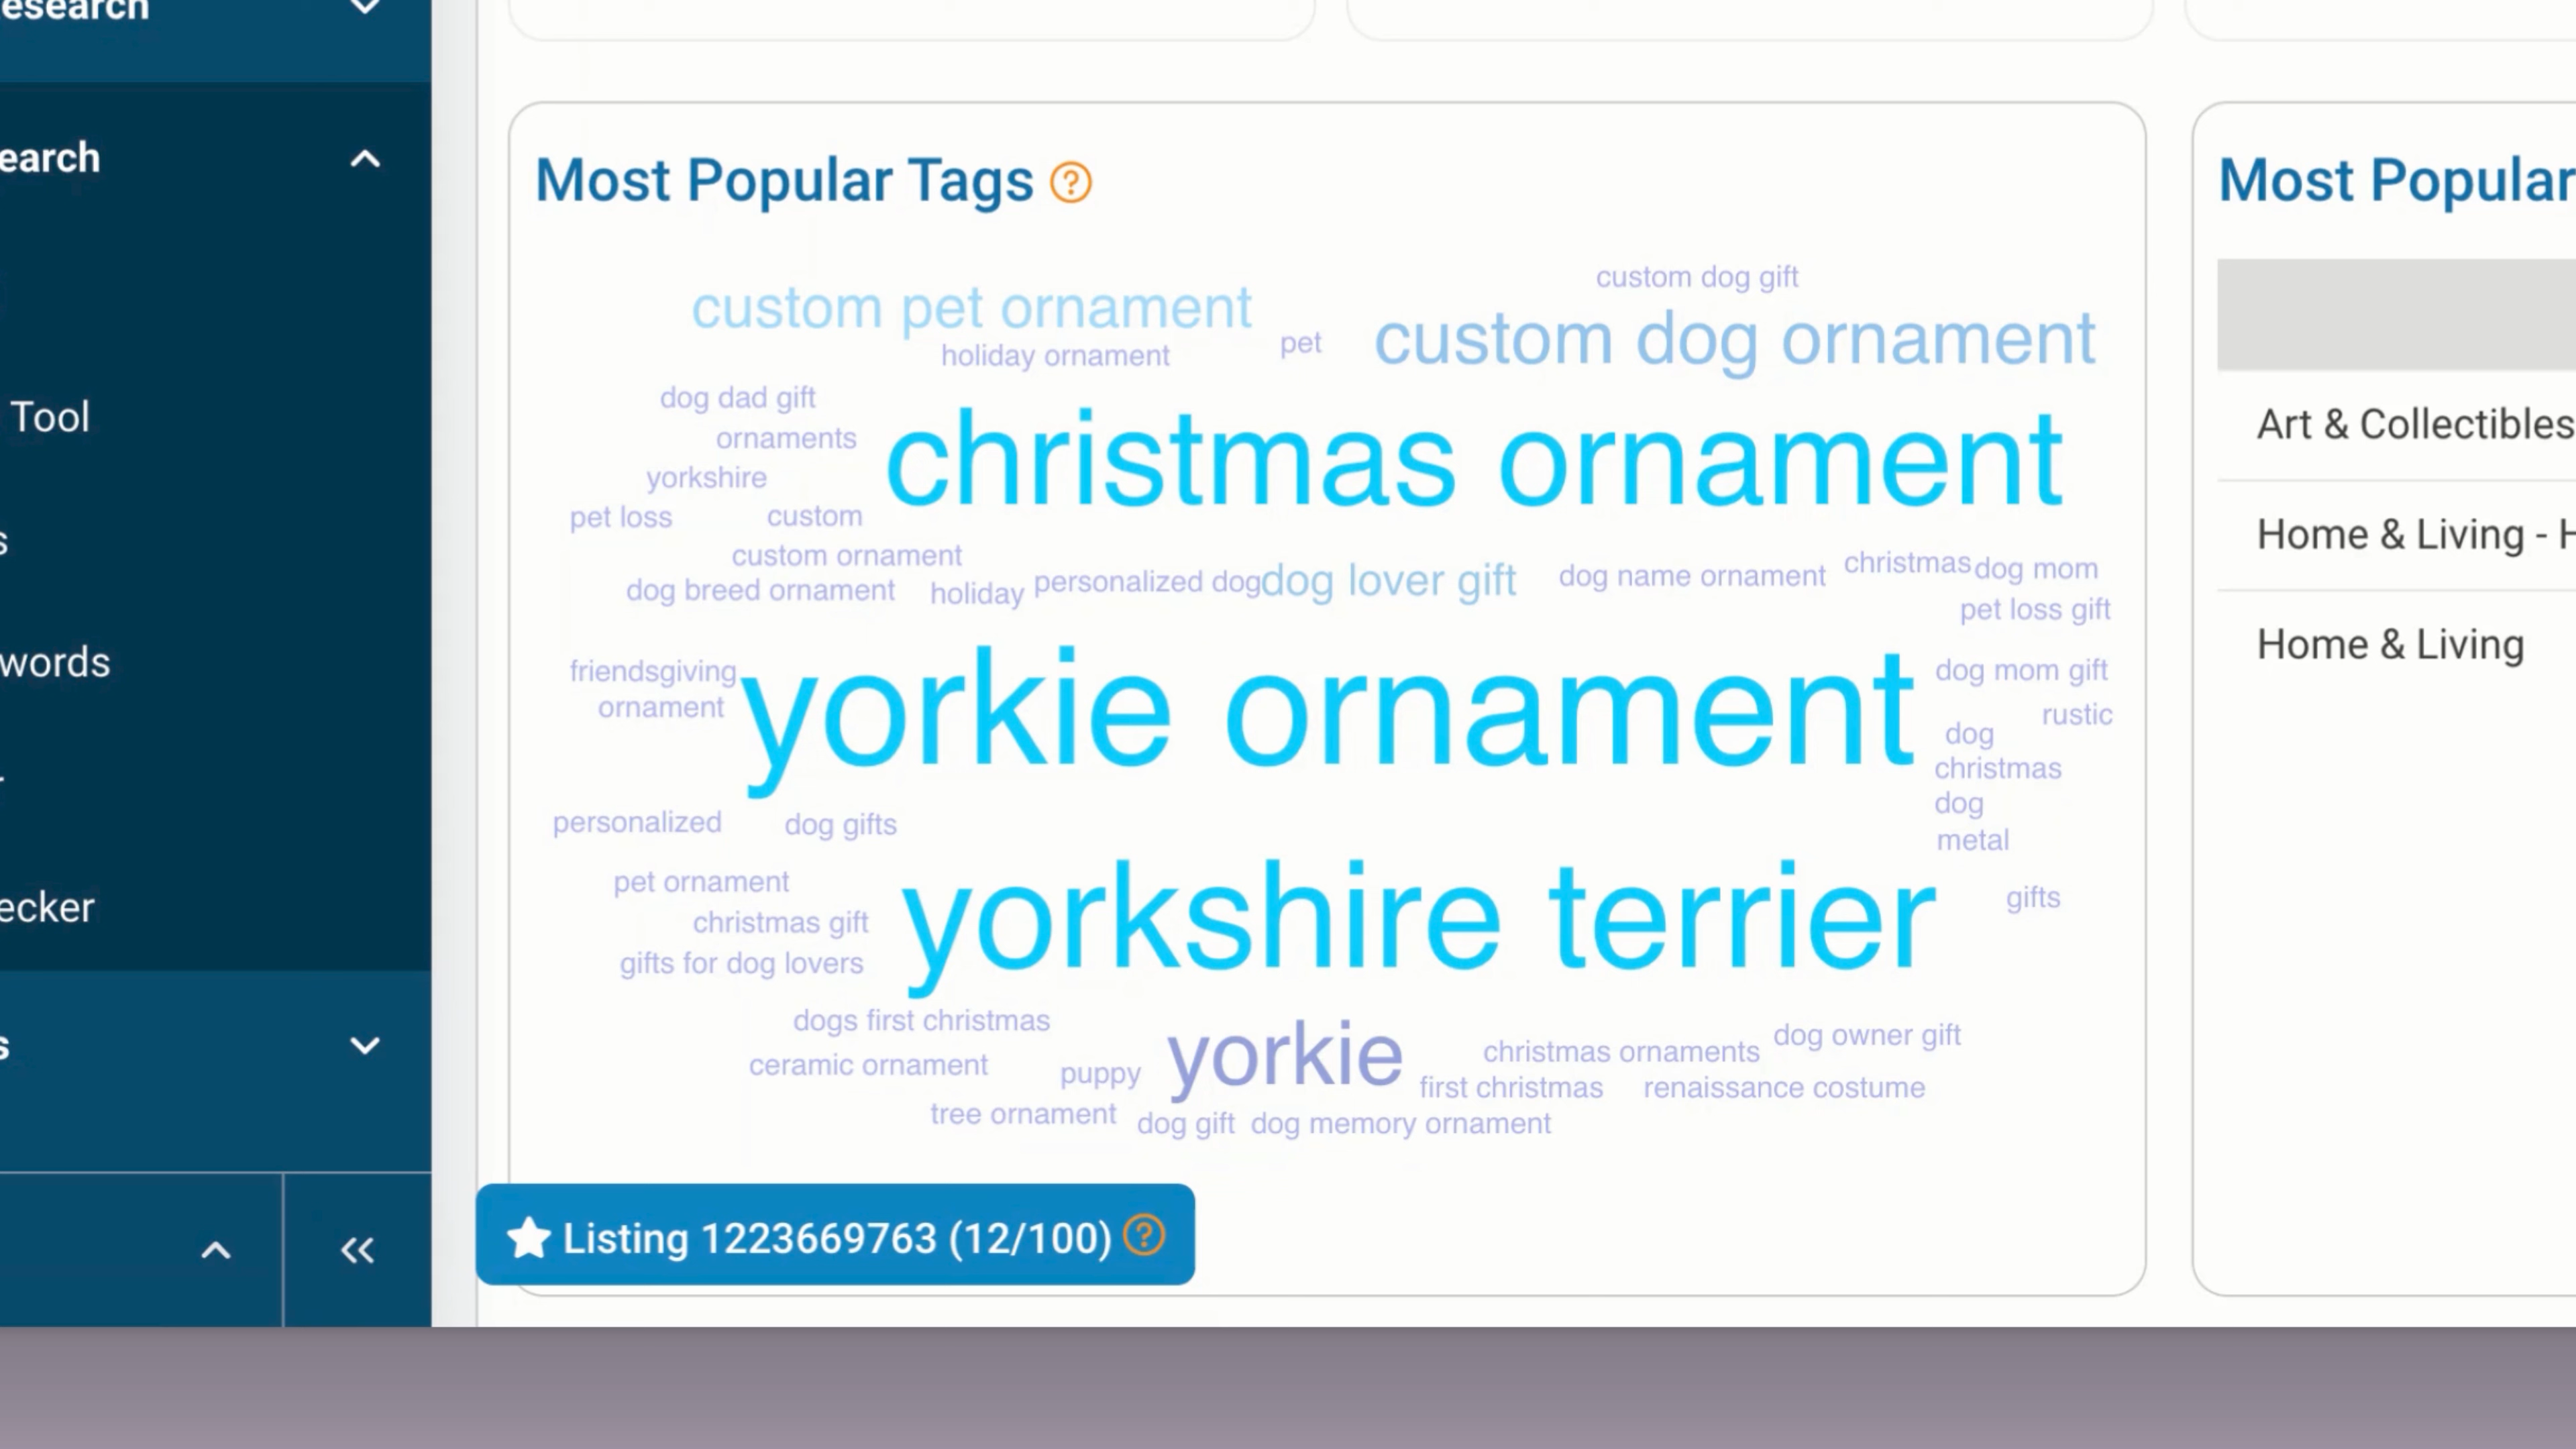 esearch
earch
Tool
s
words
r
ecker
s
Most Popular Tags ?
custom dog gift
custom pet ornament
custom dog ornament
pet
holiday ornament
dog dad gift
ornaments
christmas ornament
yorkshire
pet loss
custom
custom ornament
dog breed ornament
holiday
personalized dog
dog lover gift
dog name ornament
christmas
dog mom
pet loss gift
friendsgiving
ornament
yorkie ornament
dog mom gift
rustic
dog
christmas
dog
metal
personalized
dog gifts
pet ornament
christmas gift
gifts for dog lovers
yorkshire terrier
gifts
dogs first christmas
ceramic ornament
puppy
yorkie
christmas ornaments
dog owner gift
first christmas
renaissance costume
tree ornament
dog gift
dog memory ornament
Listing 1223669763 (12/100) ?
Most Popular
Art & Collectibles
Home & Living - H
Home & Living